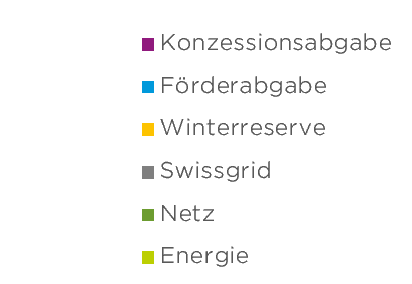 Konzessionsabgabe
Förderabgabe
Winterreserve
Swissgrid
Netz
Energie